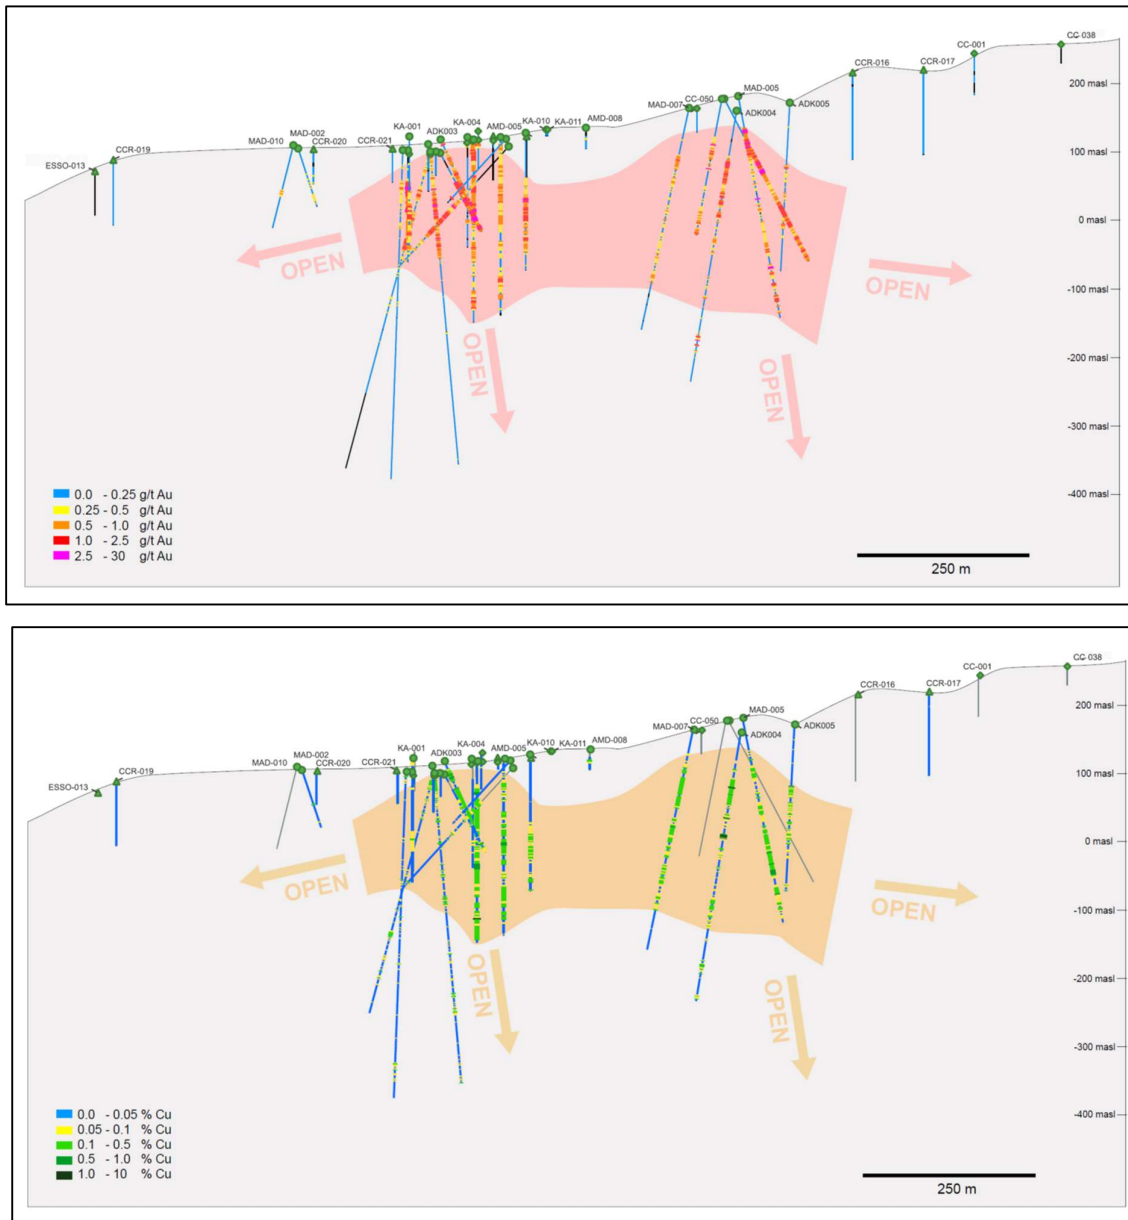 CC-038
CC-001
CCR-016
CCR-017
200 masl
MAD-005
MAD-007
CC-050
ADK005
ADK004
KA-001
KA-004
KA-010
AMD-008
KA-011
AMD-005
ADK003
MAD-002
MAD-010
CCR-020
CCR-021
CCR-019
ESSO-013
100 masl
0 masl
OPEN
OPEN
-100 masl
OPEN
OPEN
-200 masl
-300 masl
-400 masl
0.0 - 0.25 g/t Au
0.25 - 0.5 g/t Au
0.5 - 1.0 g/t Au
1.0 - 2.5 g/t Au
2.5 - 30 g/t Au
250 m
CC-038
CC-001
CCR-016
CCR-017
200 masl
MAD-005
MAD-007
CC-050
ADK005
ADK004
KA-001
KA-004
KA-010
AMD-008
KA-011
AMD-005
ADK003
MAD-002
MAD-010
CCR-020
CCR-021
CCR-019
ESSO-013
100 masl
0 masl
OPEN
OPEN
-100 masl
OPEN
OPEN
-200 masl
-300 masl
-400 masl
0.0 - 0.05 % Cu
0.05 - 0.1 % Cu
0.1 - 0.5 % Cu
0.5 - 1.0 % Cu
1.0 - 10 % Cu
250 m